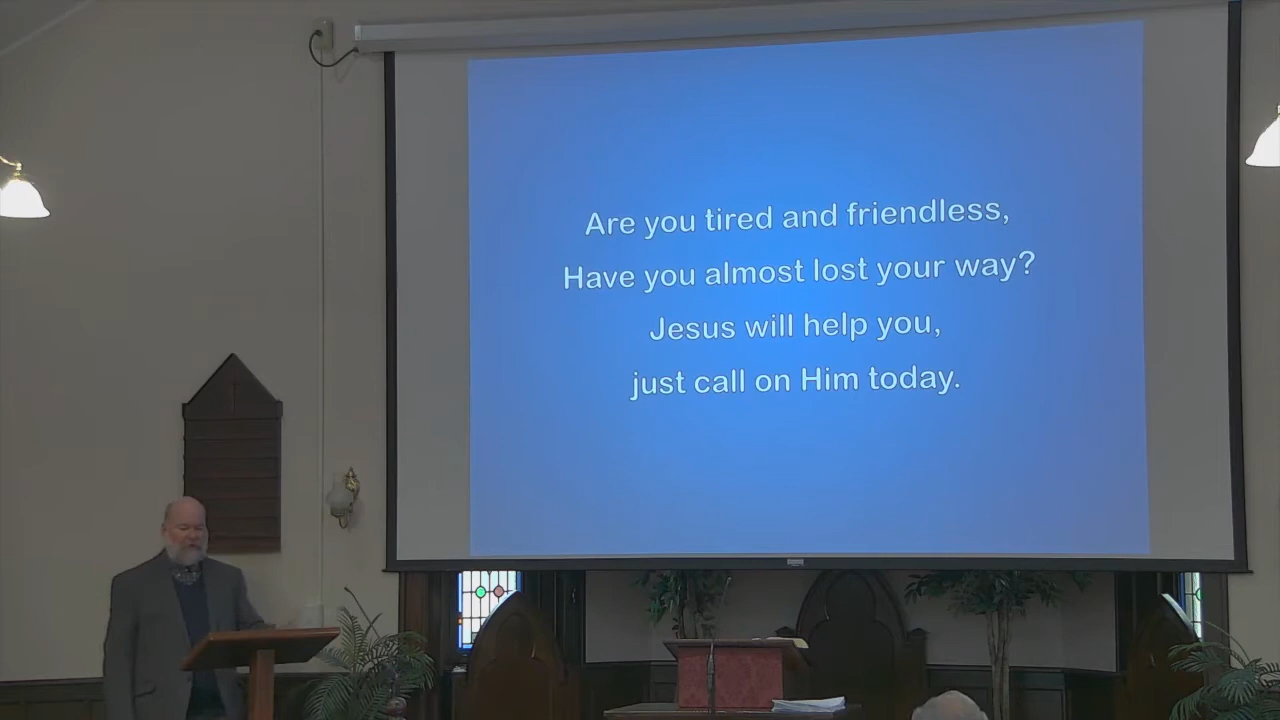 Are you tired and friendless,
Have you almost lost your way?
Jesus will help you,
just call on Him today.